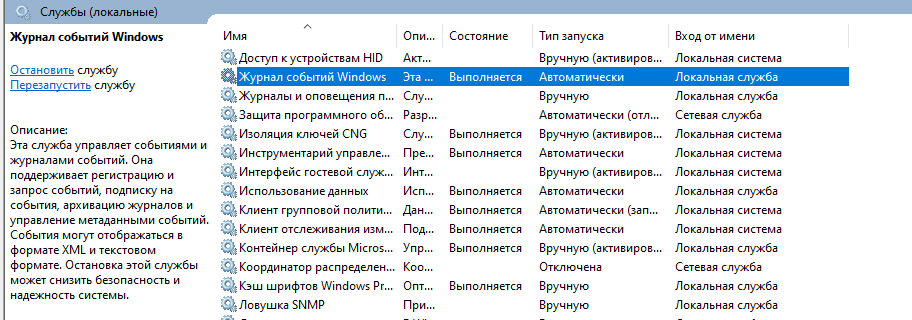 Службы (локальные)
Журнал событий Windows
Остановить службу
Перезапустить службу
Описание:
Эта служба управляет событиями и
журналами событий. Она
поддерживает регистрацию и
запрос событий, подписку на
события, архивацию журналов и
управление метаданными событий.
События могут отображаться в
формате XML и текстовом
формате. Остановка этой службы
может снизить безопасность и
надежность системы.
Имя Опи... Состояние Тип запуска Вход от имени
Доступ к устройствам HID Акт... Вручную (активиров... Локальная система
Журнал событий Windows Эта ... Выполняется Автоматически Локальная служба
Журналы и оповещения п... Слу... Вручную Локальная служба
Защита программного об... Разр... Автоматически (отл... Сетевая служба
Изоляция ключей CNG Слу... Выполняется Вручную (активиров... Локальная система
Инструментарий управле... Пре... Выполняется Автоматически Локальная система
Интерфейс гостевой служ... Инт... Вручную (активиров... Локальная система
Использование данных Исп... Выполняется Автоматически Локальная служба
Клиент групповой полити... Дан... Выполняется Автоматически (зап... Локальная система
Клиент отслеживания изм... Под... Выполняется Автоматически Локальная система
Контейнер службы Micros... Упр... Выполняется Вручную (активиров... Локальная система
Координатор распределен... Коо... Отключена Сетевая служба
Кэш шрифтов Windows Pr... Опт... Выполняется Вручную Локальная служба
Ловушка SNMP При... Вручную Локальная служба